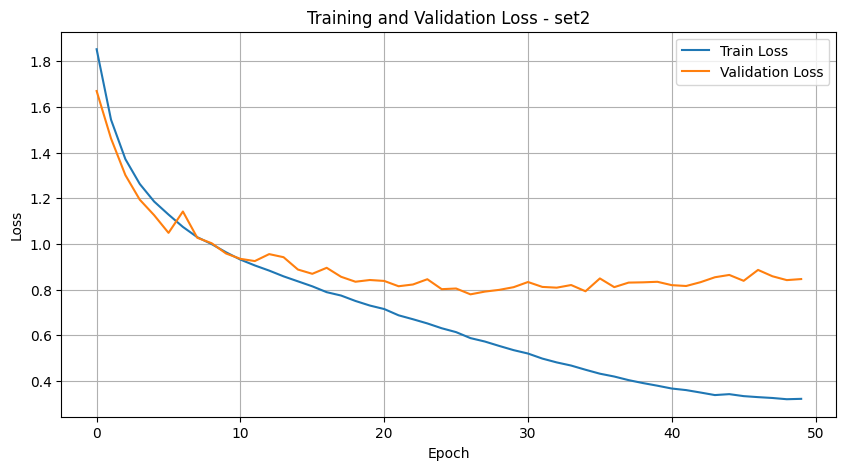 Training and Validation Loss - set2
Train Loss
Validation Loss
Loss
1.8
1.6
1.4
1.2
1.0
0.8
0.6
0.4
0
10
20
30
40
50
Epoch